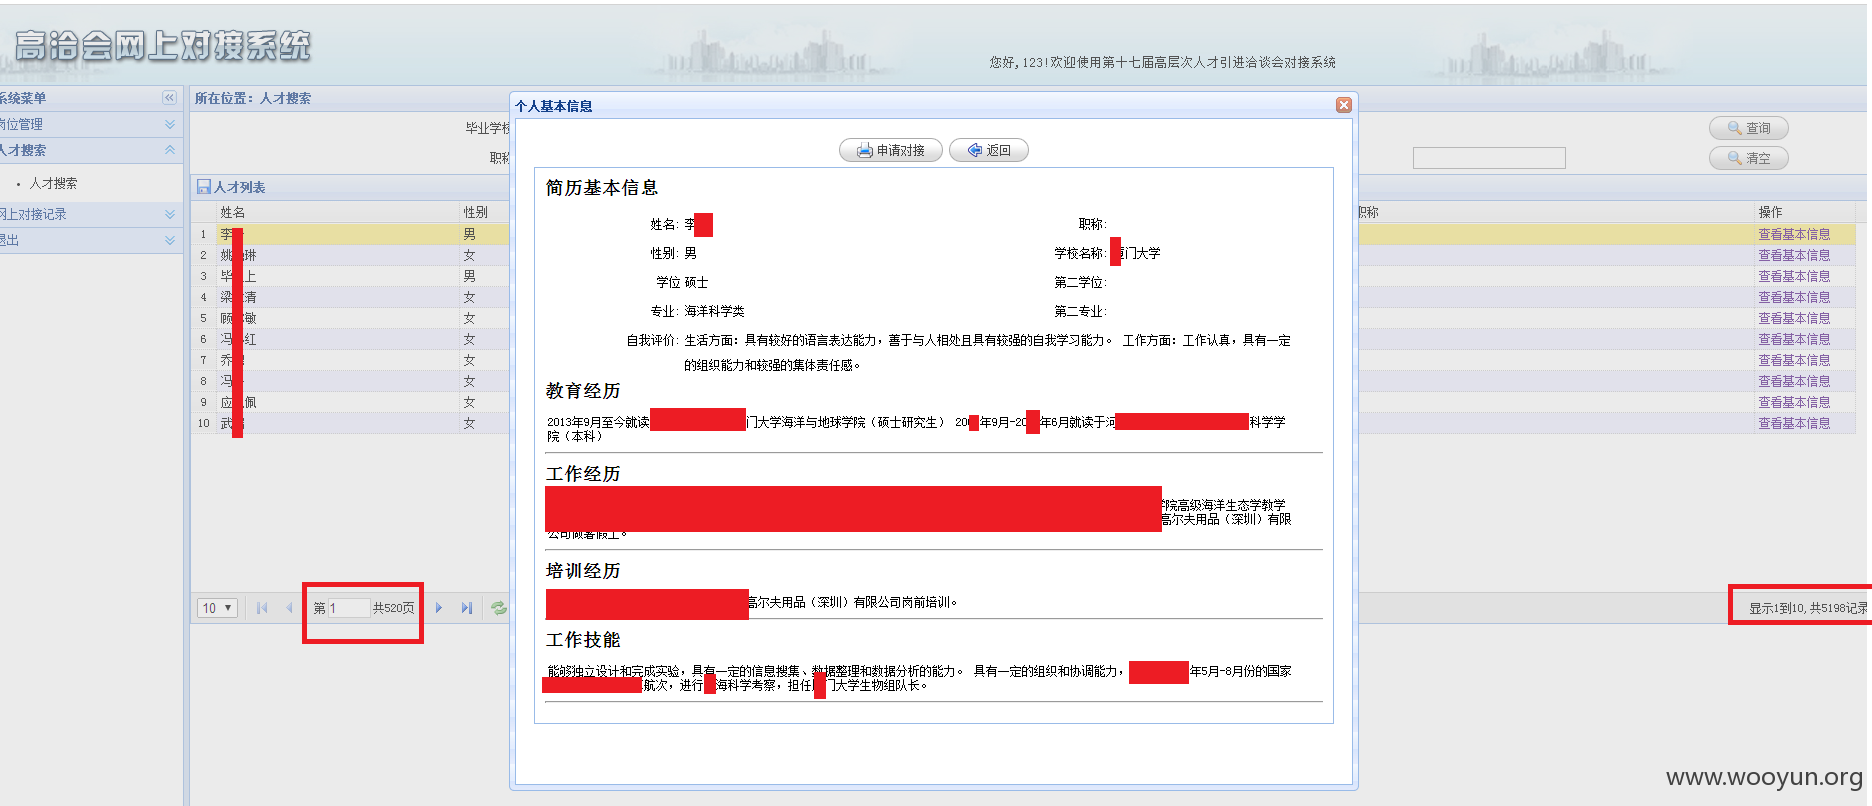 高洽会网上对接系统
您好,123!欢迎使用第十七届高层次人才引进洽谈会对接系统
系统菜单
岗位管理
人才搜索
人才搜索
网上对接记录
退出
所在位置: 人才搜索
毕业学校
职称
查询
清空
人才列表
姓名 性别 职称 操作
1 李 男 查看基本信息
2 姚 琳 女 查看基本信息
3 毕 上 男 查看基本信息
4 梁 清 女 查看基本信息
5 顾 敏 女 查看基本信息
6 冯 红 女 查看基本信息
7 乔 女 查看基本信息
8 冯 女 查看基本信息
9 应 佩 女 查看基本信息
10 武 女 查看基本信息
10 第 1 共520页
显示1到10,共5198记录
个人基本信息
申请对接 返回
简历基本信息
姓名: 李 职称:
性别: 男 学校名称: 门大学
学位 硕士 第二学位:
专业: 海洋科学类 第二专业:
自我评价: 生活方面：具有较好的语言表达能力，善于与人相处且具有较强的自我学习能力。 工作方面：工作认真，具有一定
的组织能力和较强的集体责任感。
教育经历
2013年9月至今就读 门大学海洋与地球学院（硕士研究生） 20 年9月-20 年6月就读于河 科学学
院（本科）
工作经历
学院高级海洋生态学教学
高尔夫用品（深圳）有限
公司做暑假工。
培训经历
高尔夫用品（深圳）有限公司岗前培训。
工作技能
能够独立设计和完成实验，具有一定的信息搜集、数据整理和数据分析的能力。 具有一定的组织和协调能力， 年5月-8月份的国家
航次，进行 海科学考察，担任 门大学生物组队长。
www.wooyun.org